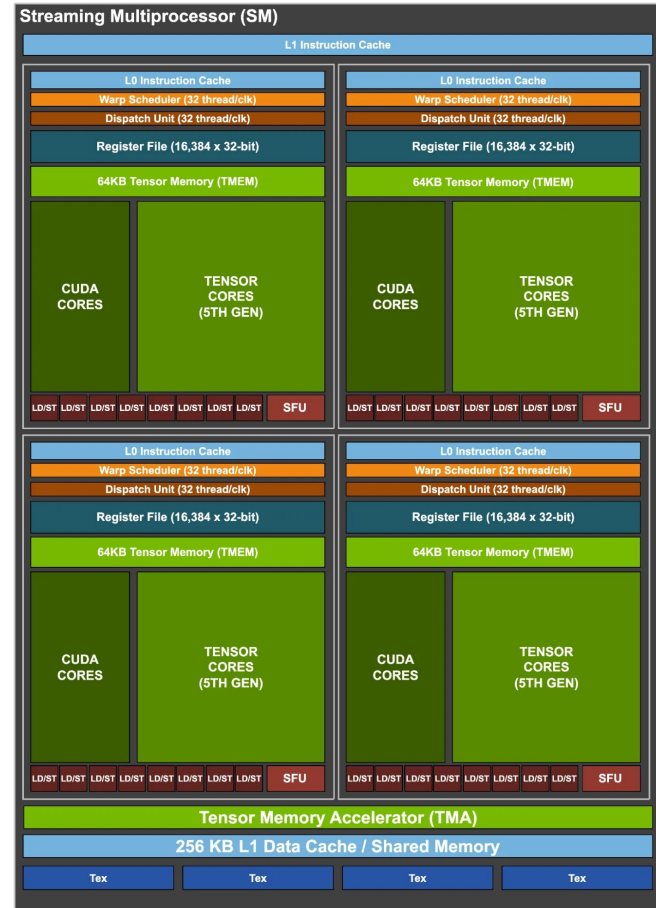 Streaming Multiprocessor (SM)
L1 Instruction Cache
L0 Instruction Cache
Warp Scheduler (32 thread/clk)
Dispatch Unit (32 thread/clk)
Register File (16,384 x 32-bit)
64KB Tensor Memory (TMEM)
CUDA
CORES
TENSOR
CORES
(5TH GEN)
LD/ST LD/ST LD/ST LD/ST LD/ST LD/ST LD/ST LD/ST SFU
L0 Instruction Cache
Warp Scheduler (32 thread/clk)
Dispatch Unit (32 thread/clk)
Register File (16,384 x 32-bit)
64KB Tensor Memory (TMEM)
CUDA
CORES
TENSOR
CORES
(5TH GEN)
LD/ST LD/ST LD/ST LD/ST LD/ST LD/ST LD/ST LD/ST SFU
L0 Instruction Cache
Warp Scheduler (32 thread/clk)
Dispatch Unit (32 thread/clk)
Register File (16,384 x 32-bit)
64KB Tensor Memory (TMEM)
CUDA
CORES
TENSOR
CORES
(5TH GEN)
LD/ST LD/ST LD/ST LD/ST LD/ST LD/ST LD/ST LD/ST SFU
L0 Instruction Cache
Warp Scheduler (32 thread/clk)
Dispatch Unit (32 thread/clk)
Register File (16,384 x 32-bit)
64KB Tensor Memory (TMEM)
CUDA
CORES
TENSOR
CORES
(5TH GEN)
LD/ST LD/ST LD/ST LD/ST LD/ST LD/ST LD/ST LD/ST SFU
Tensor Memory Accelerator (TMA)
256 KB L1 Data Cache / Shared Memory
Tex Tex Tex Tex